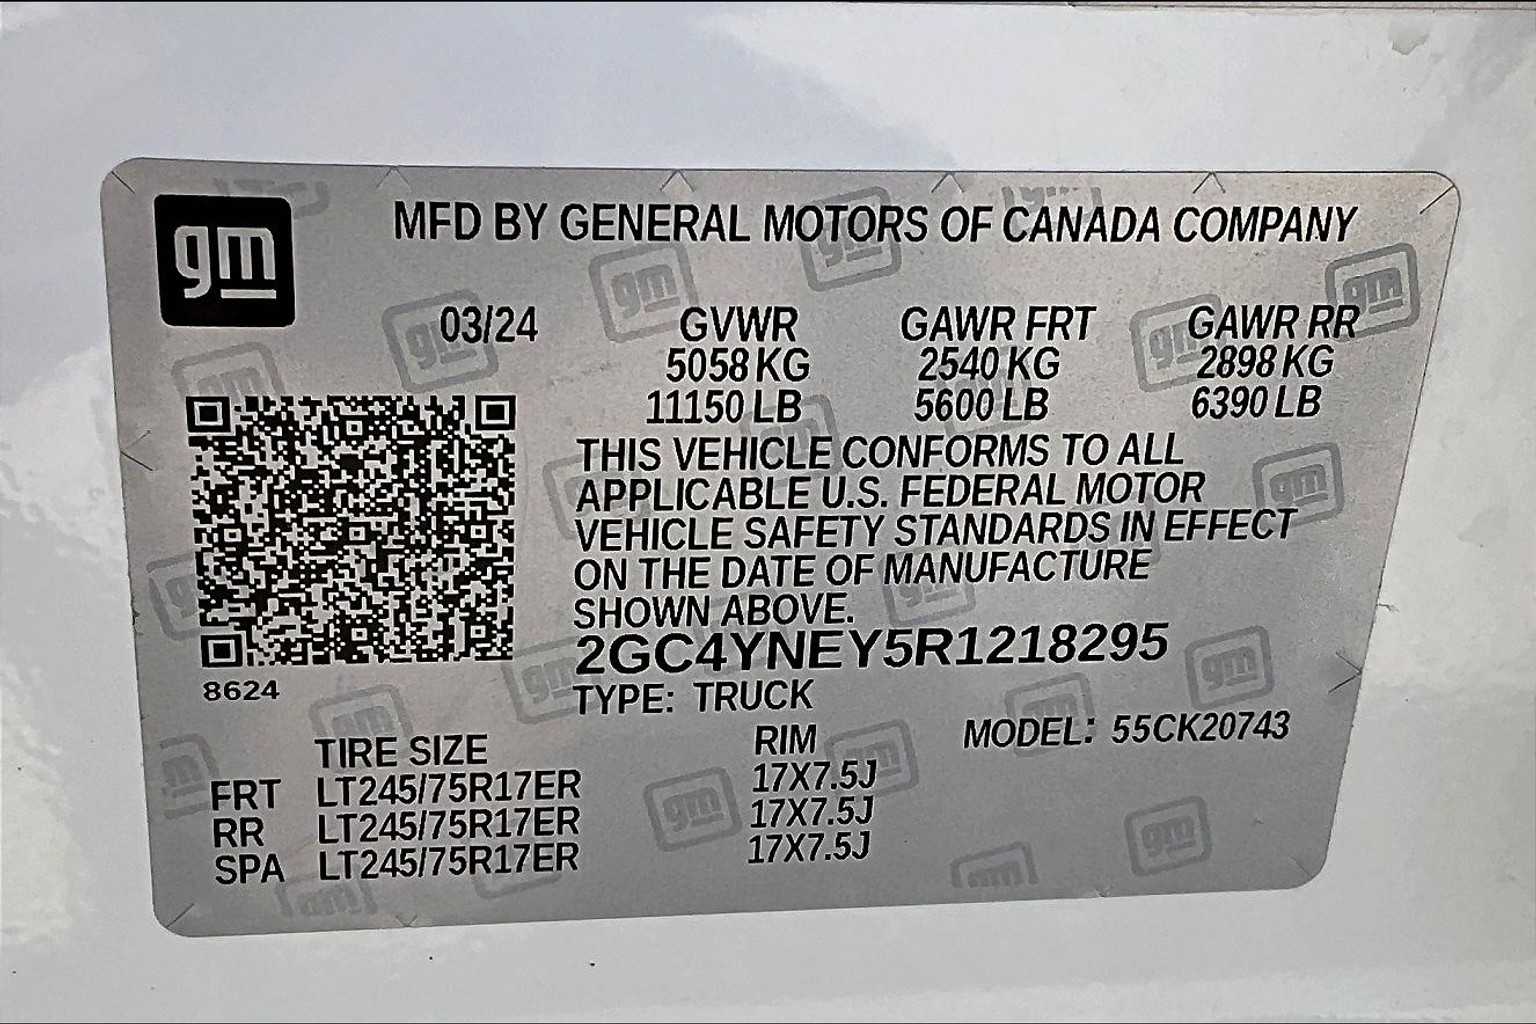 gm
MFD BY GENERAL MOTORS OF CANADA COMPANY
03/24 GVWR GAWR FRT GAWR RR
5058 KG 2540 KG 2898 KG
11150 LB 5600 LB 6390 LB
THIS VEHICLE CONFORMS TO ALL
APPLICABLE U.S. FEDERAL MOTOR
VEHICLE SAFETY STANDARDS IN EFFECT
ON THE DATE OF MANUFACTURE
SHOWN ABOVE.
2GC4YNEY5R1218295
8624
TYPE: TRUCK
TIRE SIZE RIM MODEL: 55CK20743
FRT LT245/75R17ER 17X7.5J
RR LT245/75R17ER 17X7.5J
SPA LT245/75R17ER 17X7.5J